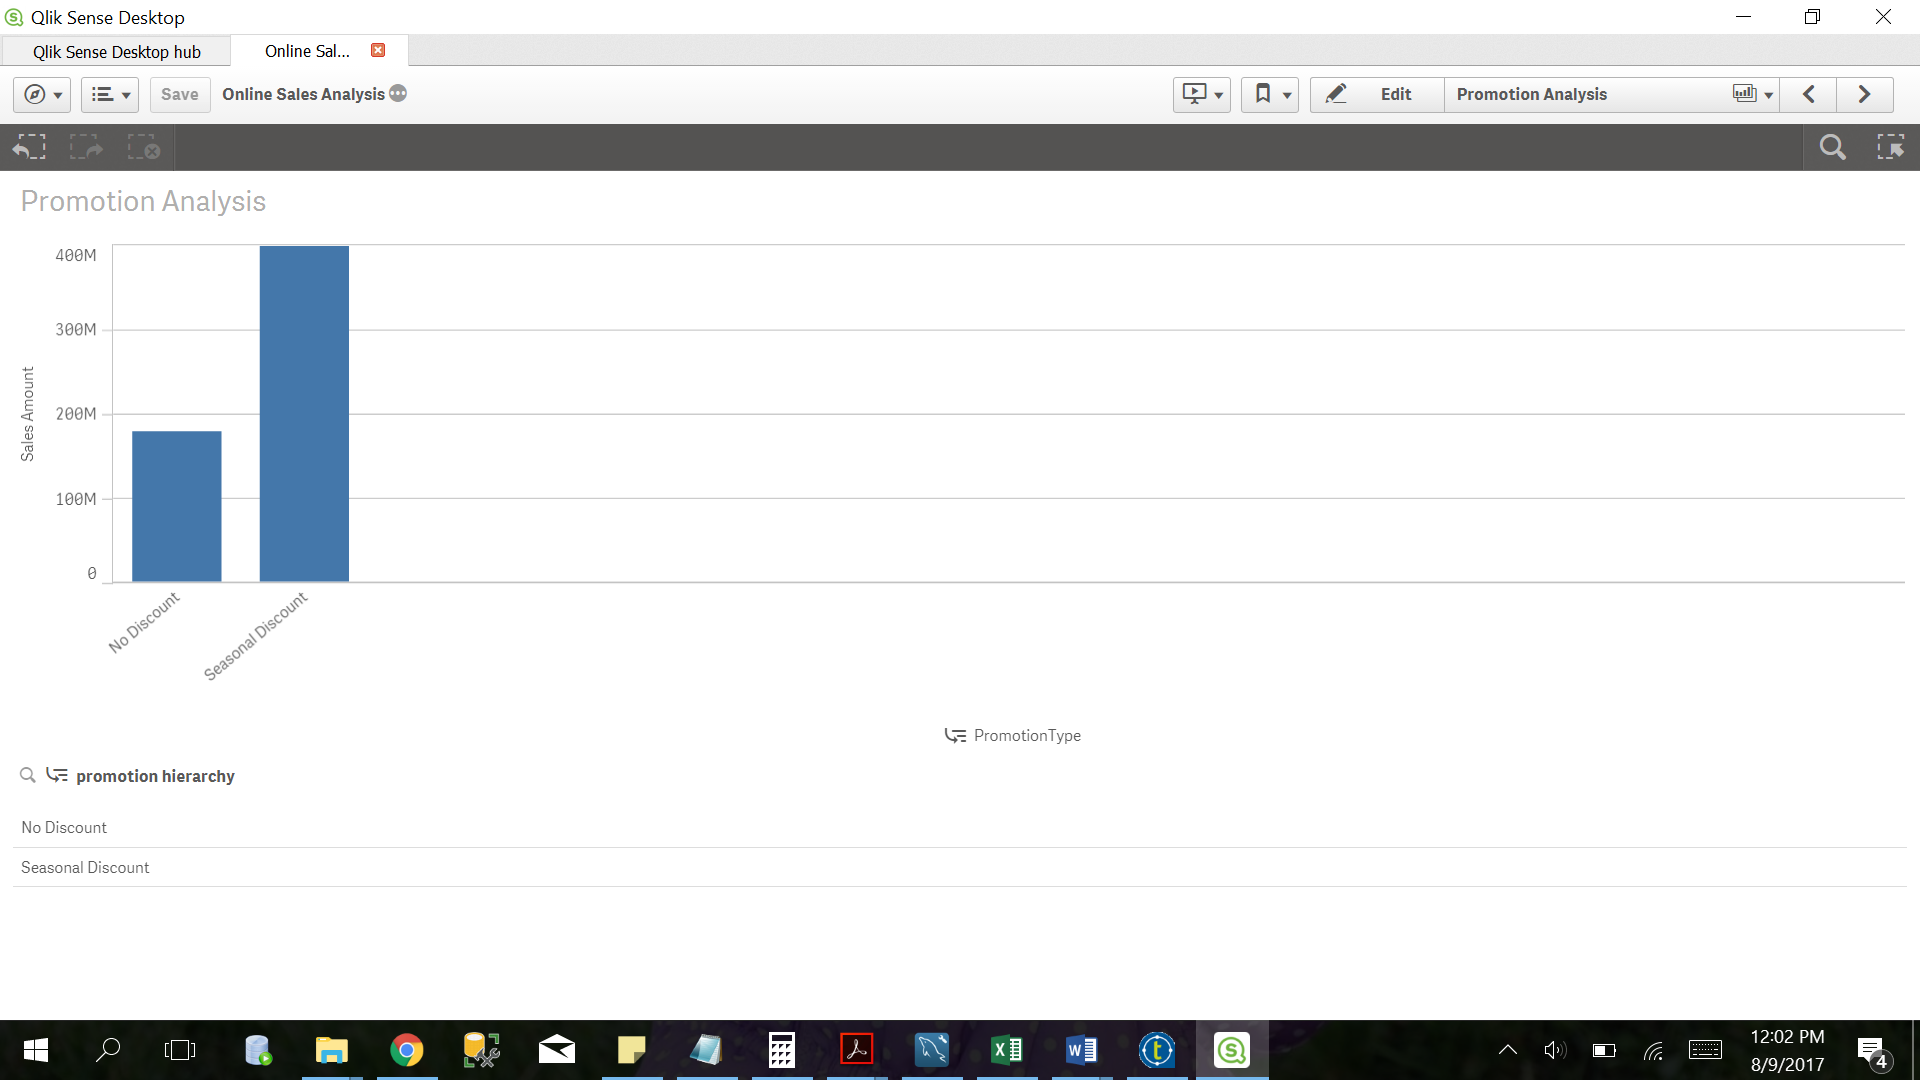 Qlik Sense Desktop
Qlik Sense Desktop hub
Online Sal...
Save
Online Sales Analysis
Edit
Promotion Analysis
Promotion Analysis
400M
300M
200M
100M
0
Sales Amount
No Discount
Seasonal Discount
PromotionType
promotion hierarchy
No Discount
Seasonal Discount
12:02 PM
8/9/2017
4